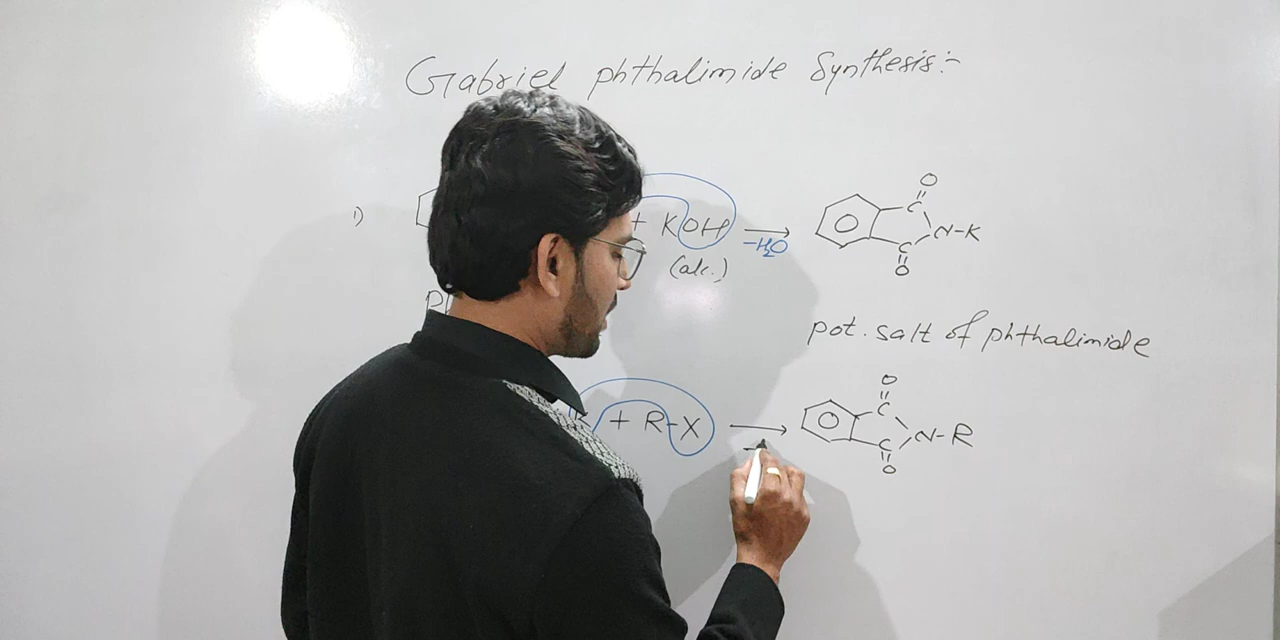 Gabriel phthalimide Synthesis:-
1)
+ KOH
(alc.)
-H₂O
O
C
N-K
C
O
pot. salt of phthalimide
+ R-X
O
C
N-R
C
O